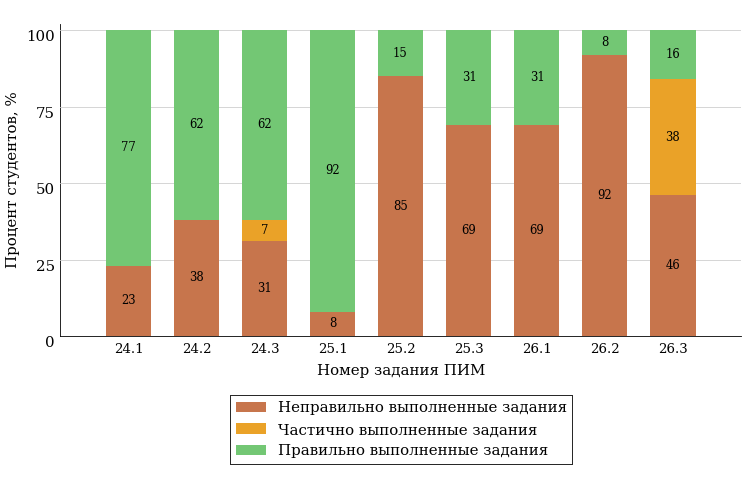 100
75
50
25
0
Процент студентов, %
77 62 62 92 15 31 31 8 16
7 38
23 38 31 8 85 69 69 92 46
24.1 24.2 24.3 25.1 25.2 25.3 26.1 26.2 26.3
Номер задания ПИМ
Неправильно выполненные задания
Частично выполненные задания
Правильно выполненные задания